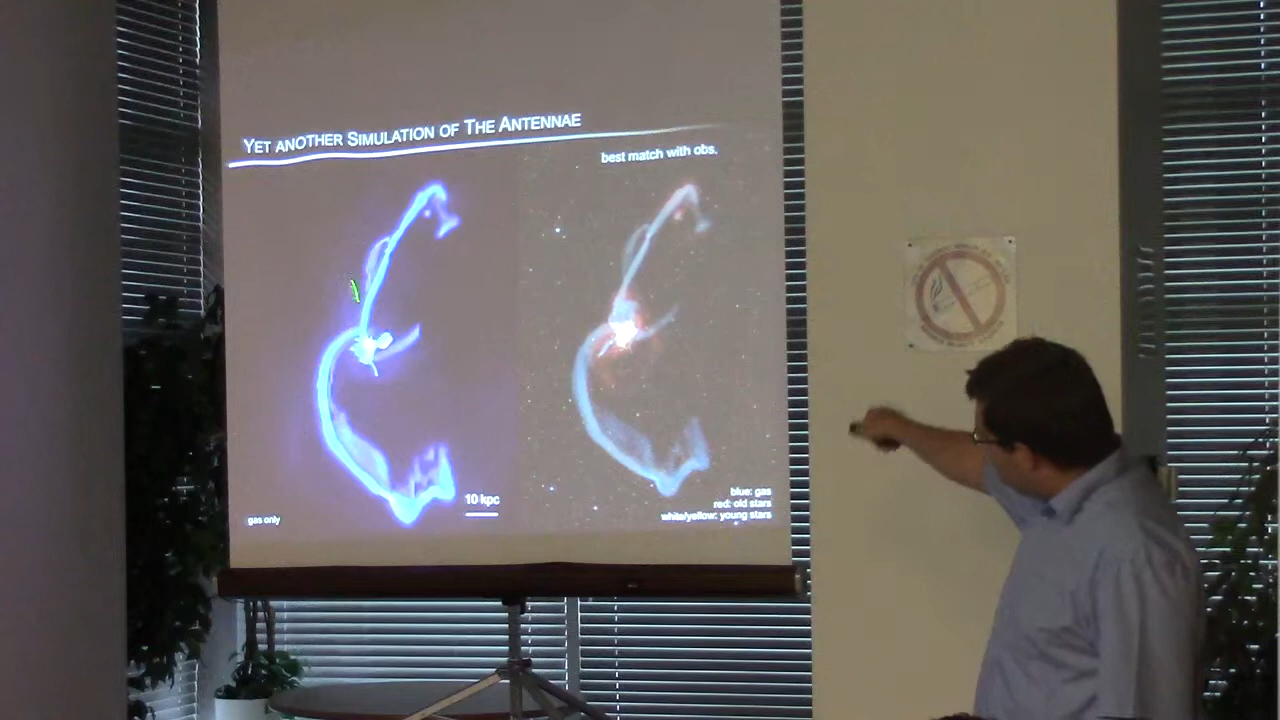 YET ANOTHER SIMULATION OF THE ANTENNAE
best match with obs.
10 kpc
gas only
blue: gas
red: old stars
white/yellow: young stars